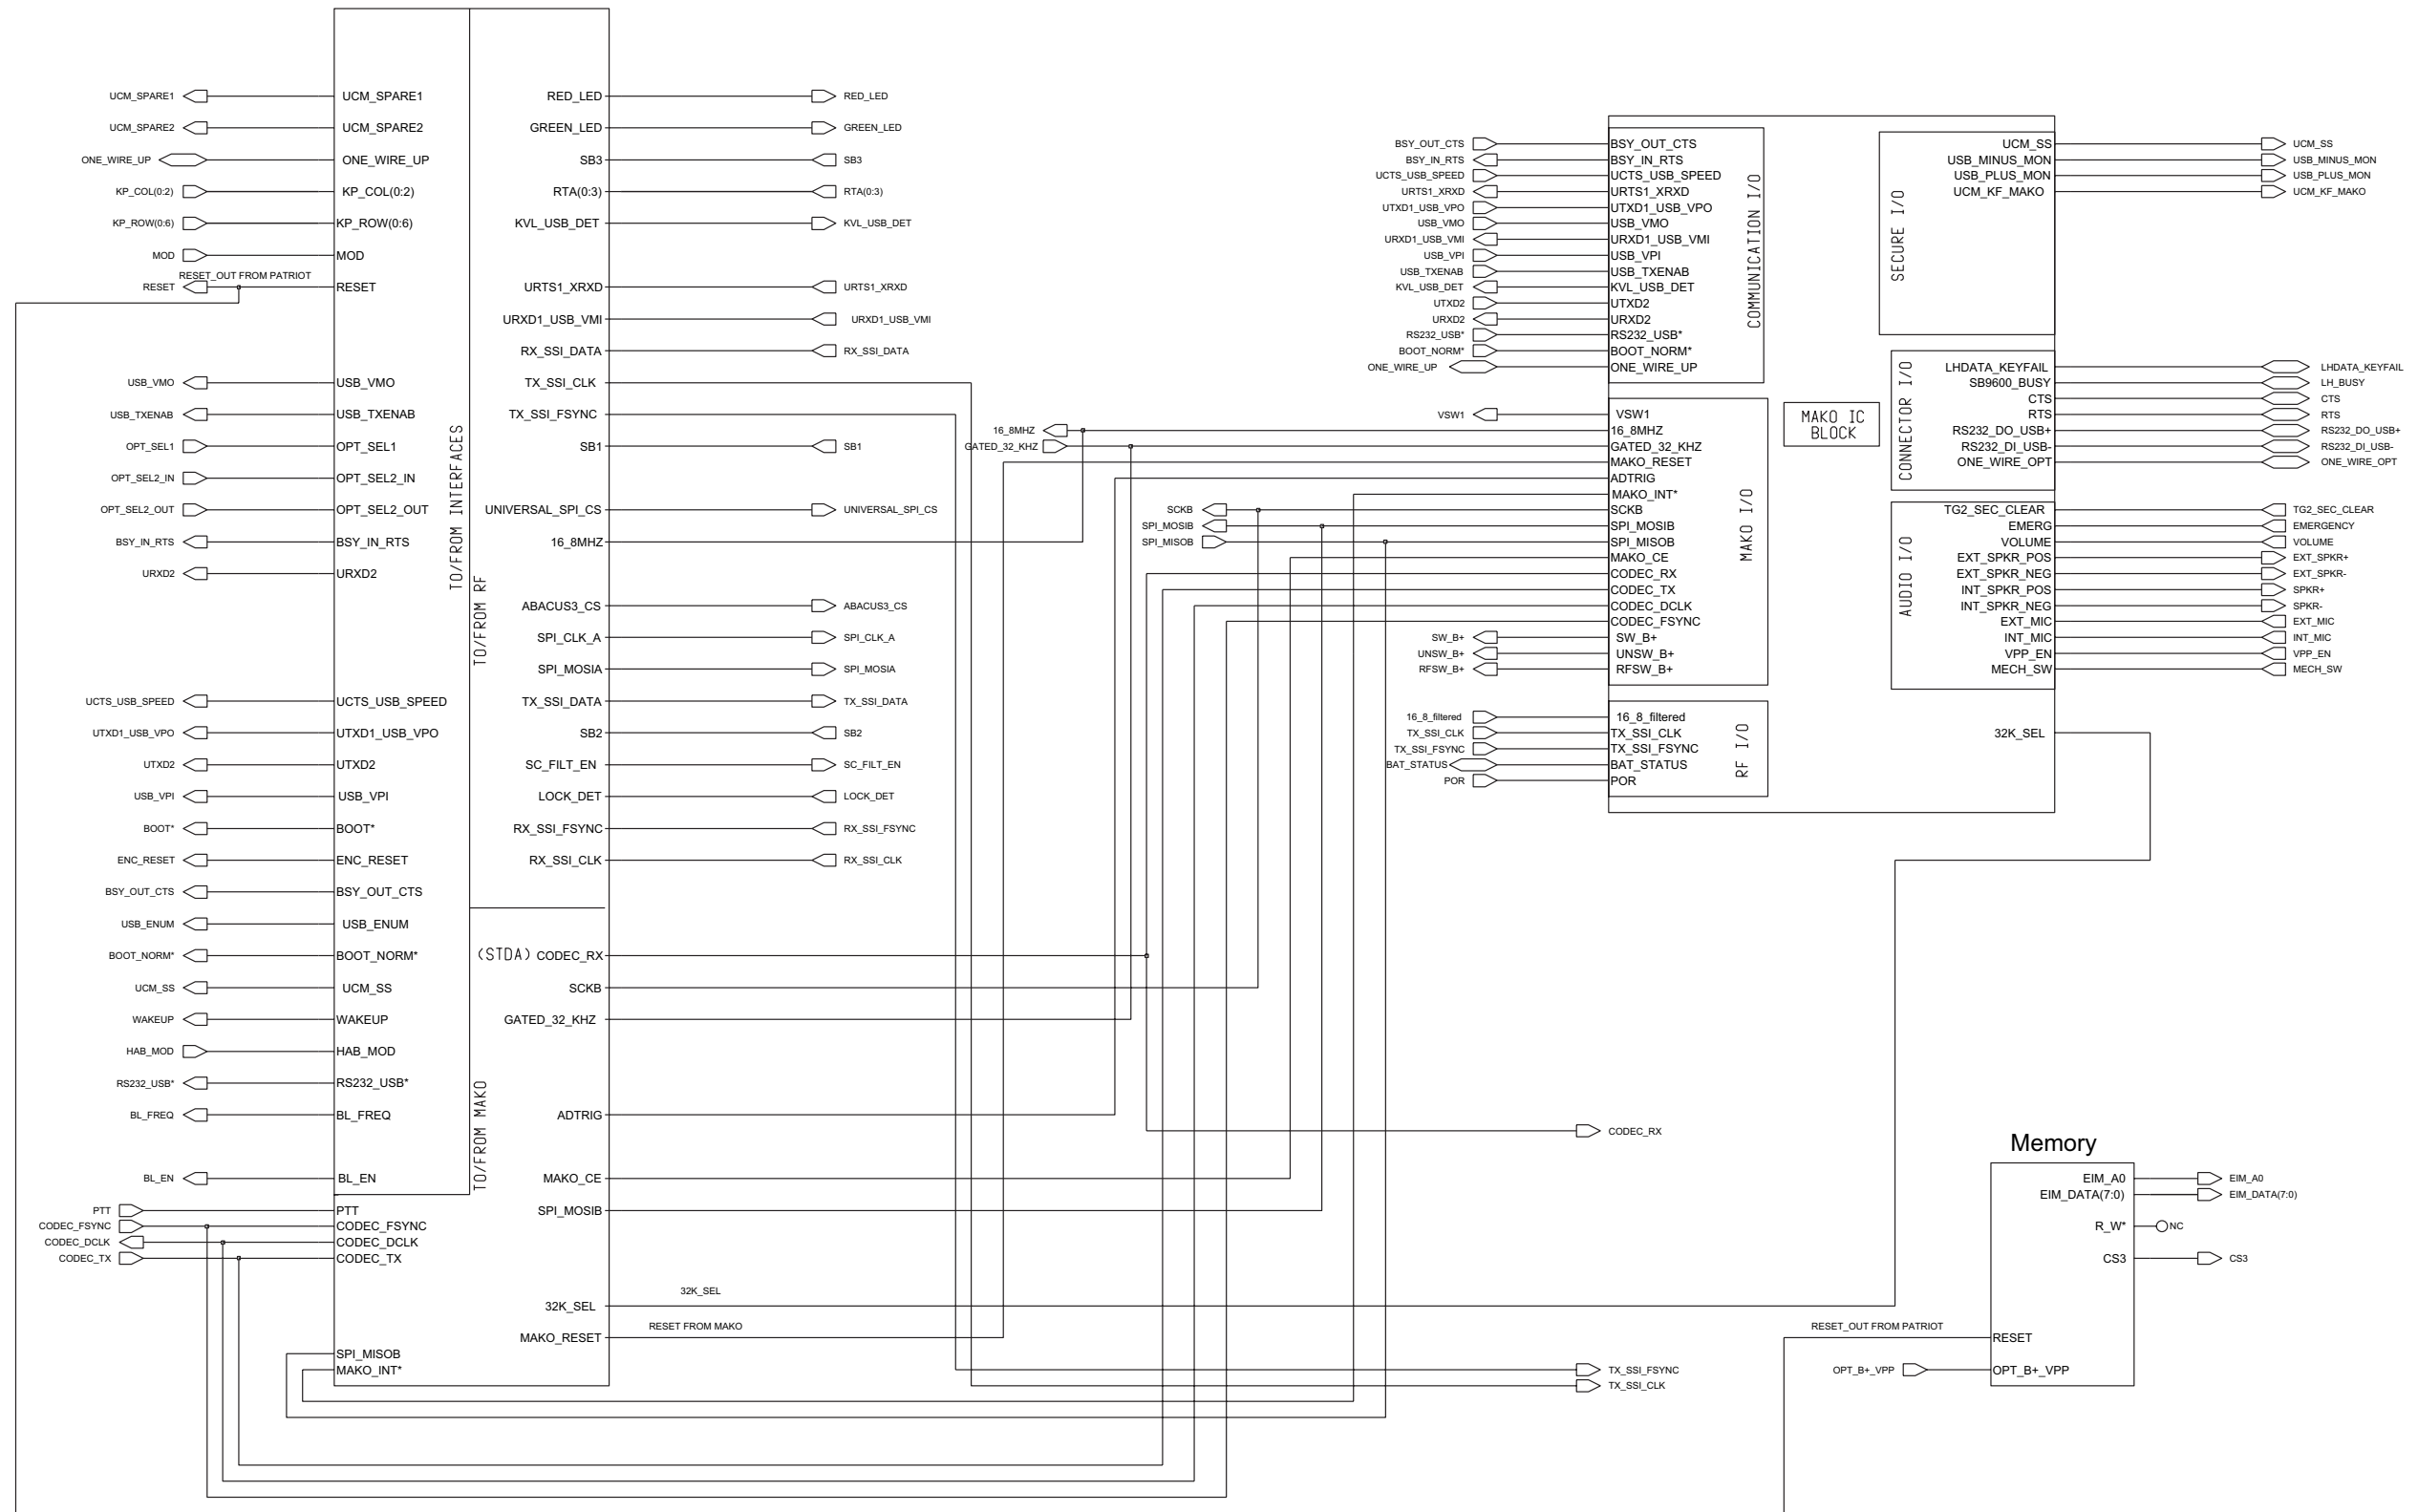 UCM_SPARE1
UCM_SPARE2
ONE_WIRE_UP
KP_COL(0:2)
KP_ROW(0:6)
MOD
RESET_OUT FROM PATRIOT
RESET
USB_VMO
USB_TXENAB
OPT_SEL1
OPT_SEL2_IN
OPT_SEL2_OUT
BSY_IN_RTS
URXD2
UCTS_USB_SPEED
UTXD1_USB_VPO
UTXD2
USB_VPI
BOOT*
ENC_RESET
BSY_OUT_CTS
USB_ENUM
BOOT_NORM*
UCM_SS
WAKEUP
HAB_MOD
RS232_USB*
BL_FREQ
BL_EN
PTT
CODEC_FSYNC
CODEC_DCLK
CODEC_TX
UCM_SPARE1
UCM_SPARE2
ONE_WIRE_UP
KP_COL(0:2)
KP_ROW(0:6)
MOD
RESET
USB_VMO
USB_TXENAB
OPT_SEL1
OPT_SEL2_IN
OPT_SEL2_OUT
BSY_IN_RTS
URXD2
UCTS_USB_SPEED
UTXD1_USB_VPO
UTXD2
USB_VPI
BOOT*
ENC_RESET
BSY_OUT_CTS
USB_ENUM
BOOT_NORM*
UCM_SS
WAKEUP
HAB_MOD
RS232_USB*
BL_FREQ
BL_EN
PTT
CODEC_FSYNC
CODEC_DCLK
CODEC_TX
SPI_MISOB
MAKO_INT*
TO/FROM INTERFACES
TO/FROM RF
TO/FROM MAKO
RED_LED
GREEN_LED
SB3
RTA(0:3)
KVL_USB_DET
URTS1_XRXD
URXD1_USB_VMI
RX_SSI_DATA
TX_SSI_CLK
TX_SSI_FSYNC
SB1
UNIVERSAL_SPI_CS
16_8MHZ
ABACUS3_CS
SPI_CLK_A
SPI_MOSIA
TX_SSI_DATA
SB2
SC_FILT_EN
LOCK_DET
RX_SSI_FSYNC
RX_SSI_CLK
(STDA) CODEC_RX
SCKB
GATED_32_KHZ
ADTRIG
MAKO_CE
SPI_MOSIB
32K_SEL
MAKO_RESET
RED_LED
GREEN_LED
SB3
RTA(0:3)
KVL_USB_DET
URTS1_XRXD
URXD1_USB_VMI
RX_SSI_DATA
SB1
UNIVERSAL_SPI_CS
ABACUS3_CS
SPI_CLK_A
SPI_MOSIA
TX_SSI_DATA
SB2
SC_FILT_EN
LOCK_DET
RX_SSI_FSYNC
RX_SSI_CLK
32K_SEL
RESET FROM MAKO
BSY_OUT_CTS
BSY_IN_RTS
UCTS_USB_SPEED
URTS1_XRXD
UTXD1_USB_VPO
USB_VMO
URXD1_USB_VMI
USB_VPI
USB_TXENAB
KVL_USB_DET
UTXD2
URXD2
RS232_USB*
BOOT_NORM*
ONE_WIRE_UP
VSW1
16_8MHZ
GATED_32_KHZ
SCKB
SPI_MOSIB
SPI_MISOB
SW_B+
UNSW_B+
RFSW_B+
16_8_filtered
TX_SSI_CLK
TX_SSI_FSYNC
BAT_STATUS
POR
BSY_OUT_CTS
BSY_IN_RTS
UCTS_USB_SPEED
URTS1_XRXD
UTXD1_USB_VPO
USB_VMO
URXD1_USB_VMI
USB_VPI
USB_TXENAB
KVL_USB_DET
UTXD2
URXD2
RS232_USB*
BOOT_NORM*
ONE_WIRE_UP
COMMUNICATION I/O
VSW1
16_8MHZ
GATED_32_KHZ
MAKO_RESET
ADTRIG
MAKO_INT*
SCKB
SPI_MOSIB
SPI_MISOB
MAKO_CE
CODEC_RX
CODEC_TX
CODEC_DCLK
CODEC_FSYNC
SW_B+
UNSW_B+
RFSW_B+
MAKO I/O
16_8_filtered
TX_SSI_CLK
TX_SSI_FSYNC
BAT_STATUS
POR
RF I/O
MAKO IC
BLOCK
SECURE I/O
UCM_SS
USB_MINUS_MON
USB_PLUS_MON
UCM_KF_MAKO
CONNECTOR I/O
LHDATA_KEYFAIL
SB9600_BUSY
CTS
RTS
RS232_DO_USB+
RS232_DI_USB-
ONE_WIRE_OPT
AUDIO I/O
TG2_SEC_CLEAR
EMERG
VOLUME
EXT_SPKR_POS
EXT_SPKR_NEG
INT_SPKR_POS
INT_SPKR_NEG
EXT_MIC
INT_MIC
VPP_EN
MECH_SW
32K_SEL
UCM_SS
USB_MINUS_MON
USB_PLUS_MON
UCM_KF_MAKO
LHDATA_KEYFAIL
LH_BUSY
CTS
RTS
RS232_DO_USB+
RS232_DI_USB-
ONE_WIRE_OPT
TG2_SEC_CLEAR
EMERGENCY
VOLUME
EXT_SPKR+
EXT_SPKR-
SPKR+
SPKR-
EXT_MIC
INT_MIC
VPP_EN
MECH_SW
CODEC_RX
TX_SSI_FSYNC
TX_SSI_CLK
Memory
EIM_A0
EIM_DATA(7:0)
R_W*
CS3
RESET
OPT_B+_VPP
EIM_A0
EIM_DATA(7:0)
NC
CS3
RESET_OUT FROM PATRIOT
OPT_B+_VPP